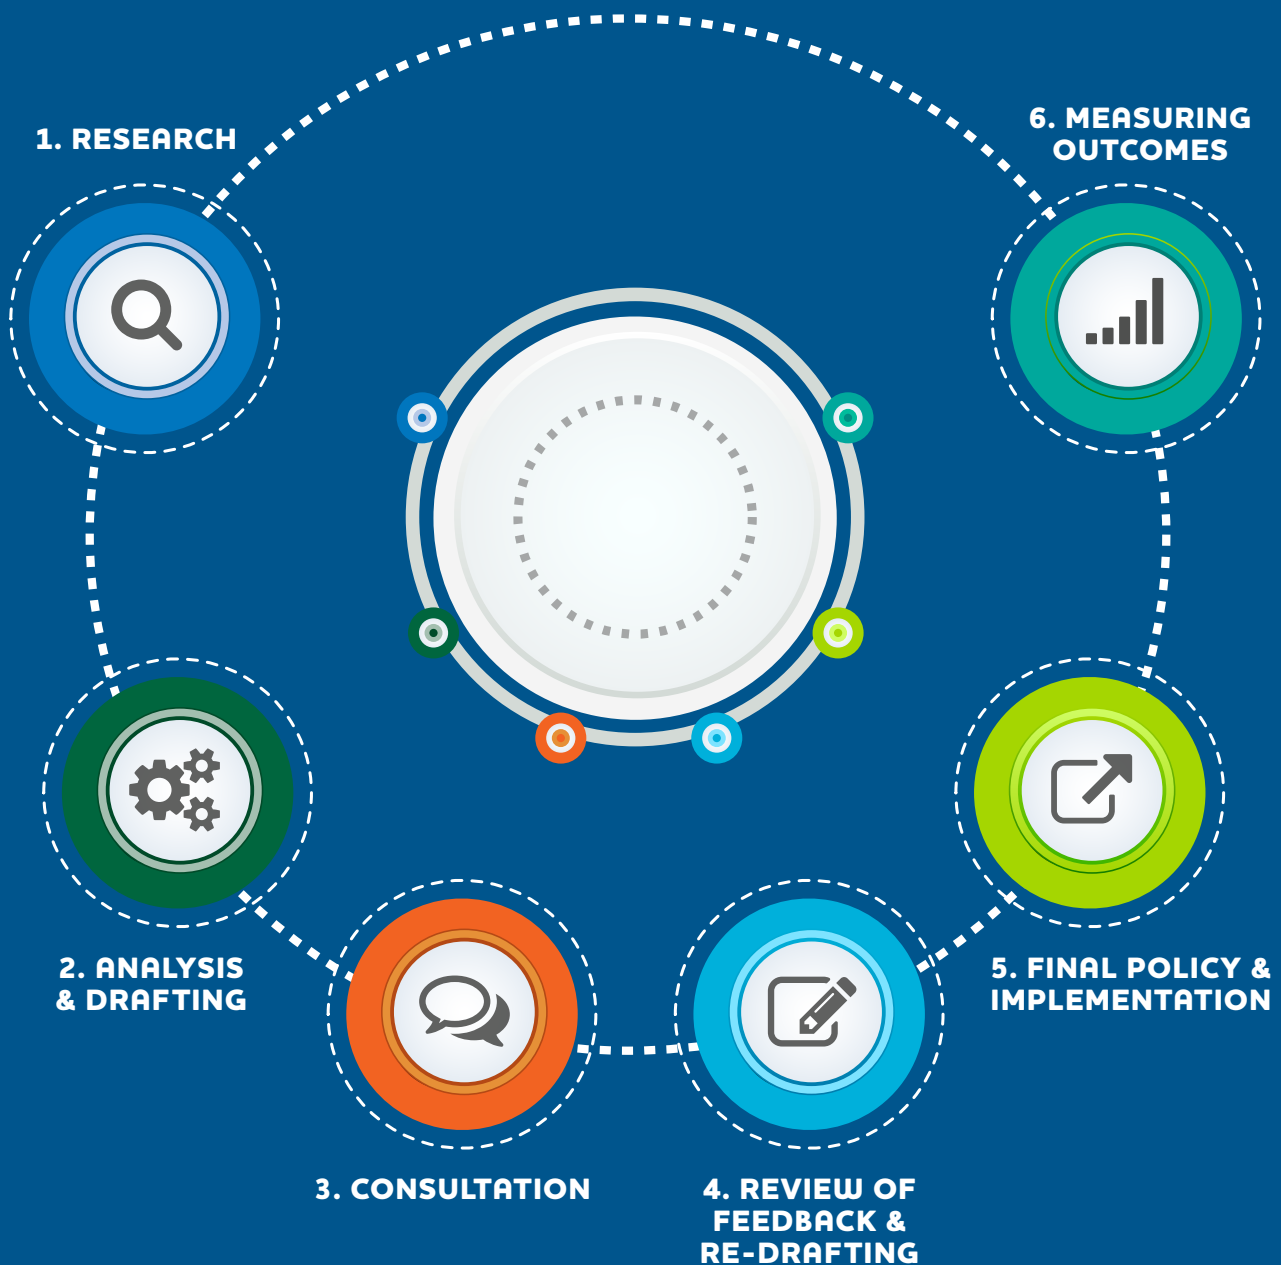 1. RESEARCH
6. MEASURING
OUTCOMES
2. ANALYSIS
& DRAFTING
5. FINAL POLICY &
IMPLEMENTATION
3. CONSULTATION
4. REVIEW OF
FEEDBACK &
RE-DRAFTING